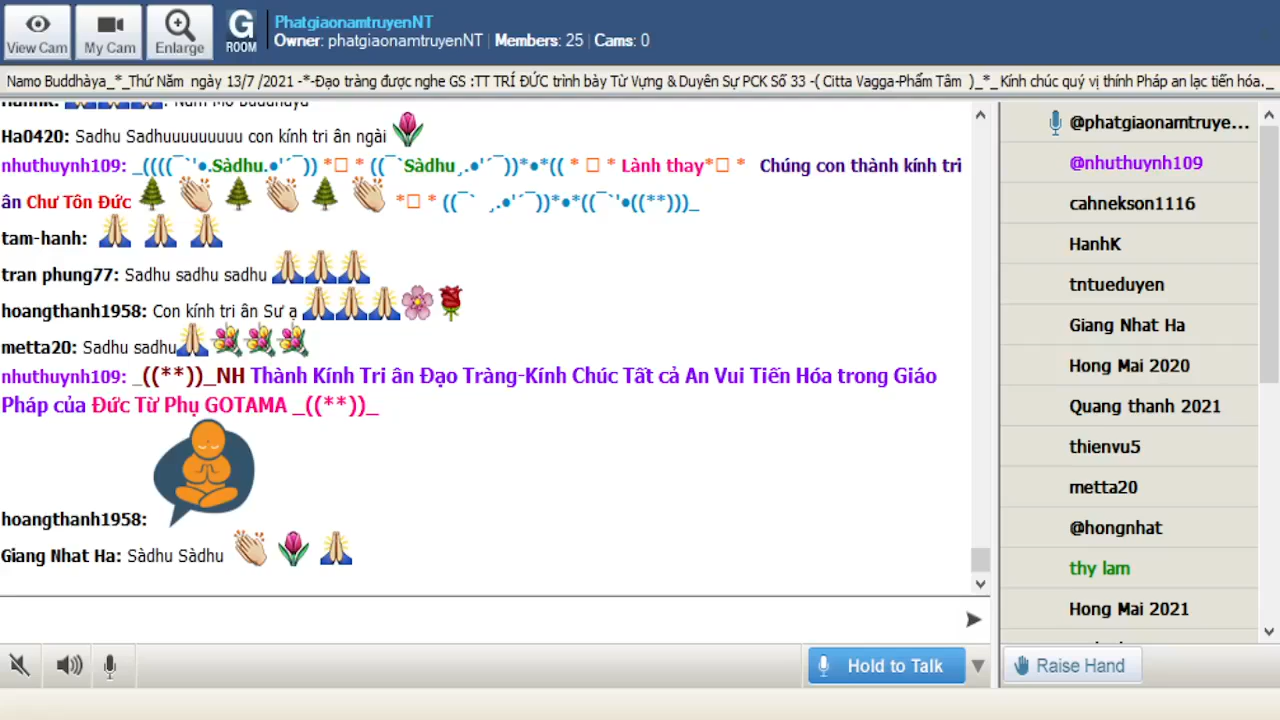 View Cam
My Cam
Enlarge
G
ROOM
PhatgiaonamtruyenNT
Owner: phatgiaonamtruyenNT | Members: 25 | Cams: 0
Namo Buddhàya_*_Thứ Năm ngày 13/7 /2021 -*-Đạo tràng được nghe GS :TT TRÍ ĐỨC trình bày Từ Vựng & Duyên Sự PCK Số 33 -( Citta Vagga-Phẩm Tâm )_*_Kính chúc quý vị thính Pháp an lạc tiến hóa._
HanhK: Nam Mô Buddhaya
Ha0420: Sadhu Sadhuuuuuuuuu con kính tri ân ngài
nhuthuynh109: _((((¯`'●.Sàdhu.●'´¯)) *□ * ((¯`Sàdhu¸.●'´¯))*●*(( * □ * Lành thay*□ * Chúng con thành kính tri
ân Chư Tôn Đức *□ * ((¯` ¸.●'´¯))*●*((¯`'●((**)))_
tam-hanh:
tran phung77: Sadhu sadhu sadhu
hoangthanh1958: Con kính tri ân Sư ạ
metta20: Sadhu sadhu
nhuthuynh109: _((**))_NH Thành Kính Tri ân Đạo Tràng-Kính Chúc Tất cả An Vui Tiến Hóa trong Giáo
Pháp của Đức Từ Phụ GOTAMA _((**))_
hoangthanh1958:
Giang Nhat Ha: Sàdhu Sàdhu
@phatgiaonamtruye...
@nhuthuynh109
cahnekson1116
HanhK
tntueduyen
Giang Nhat Ha
Hong Mai 2020
Quang thanh 2021
thienvu5
metta20
@hongnhat
thy lam
Hong Mai 2021
Hold to Talk
Raise Hand